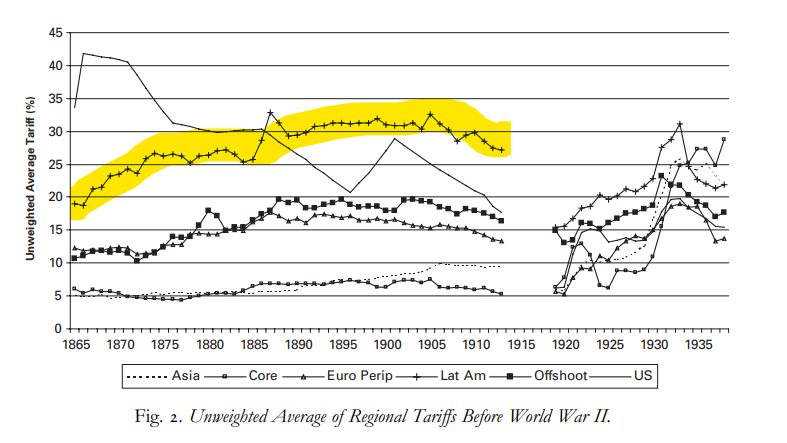 45
40
35
30
25
20
15
10
5
0
Unweighted Average Tariff (%)
1865 1870 1875 1880 1885 1890 1895 1900 1905 1910 1915 1920 1925 1930 1935
Asia Core Euro Perip Lat Am Offshoot US
Fig. 2. Unweighted Average of Regional Tariffs Before World War II.